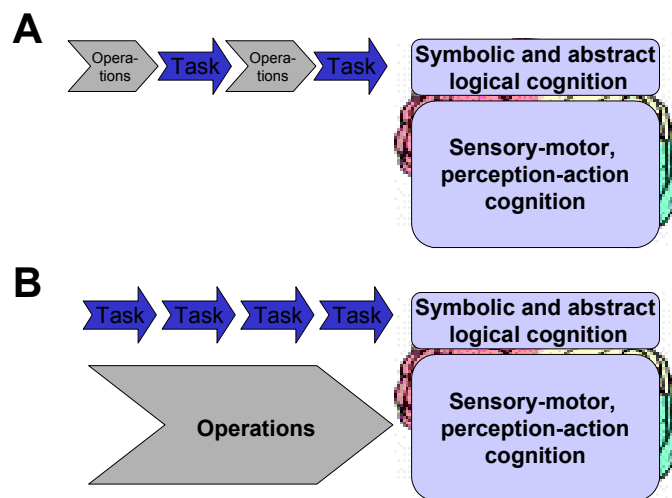 A
Opera-
tions
Task
Opera-
tions
Task
Symbolic and abstract
logical cognition
Sensory-motor,
perception-action
cognition
B
Task
Task
Task
Task
Symbolic and abstract
logical cognition
Operations
Sensory-motor,
perception-action
cognition